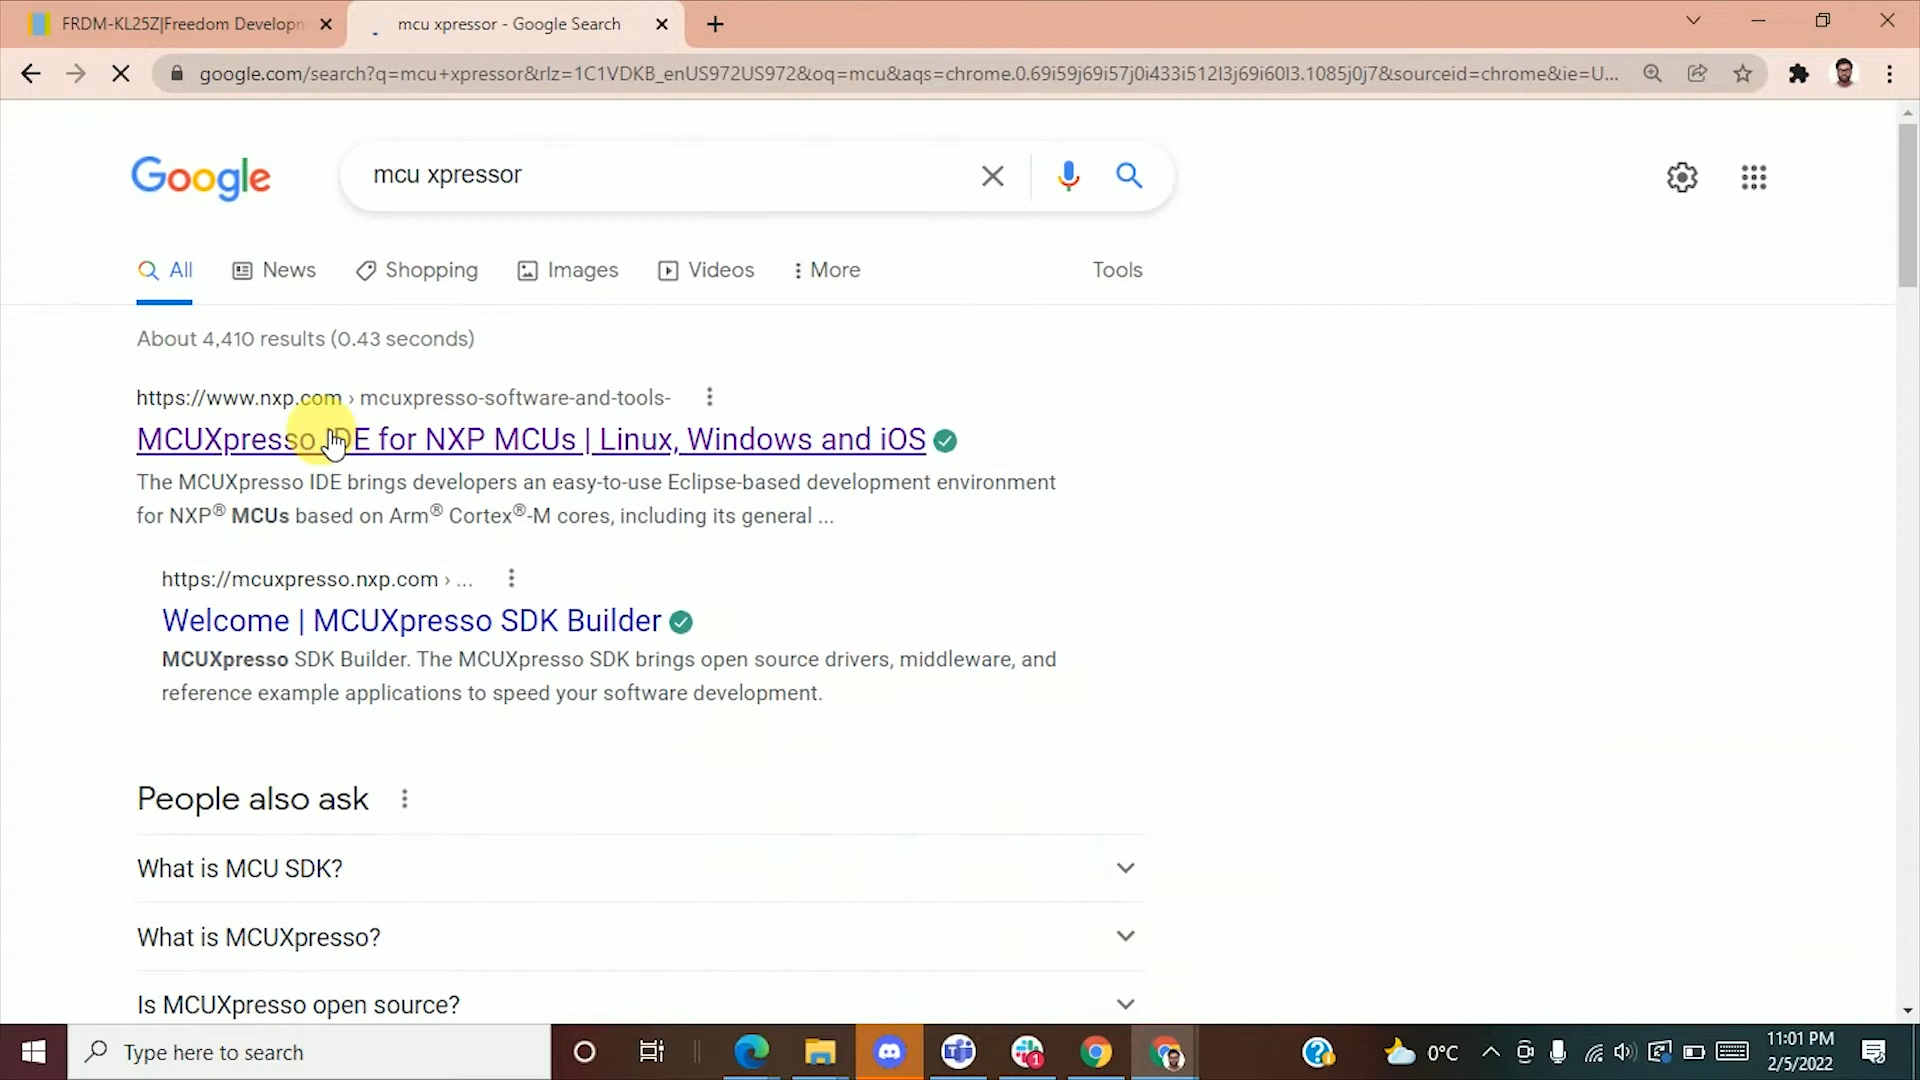 FRDM-KL25Z|Freedom Developm
mcu xpressor - Google Search
google.com/search?q=mcu+xpressor&rlz=1C1VDKB_enUS972US972&oq=mcu&aqs=chrome.0.69i59j69i57j0i433i512l3j69i60l3.1085j0j7&sourceid=chrome&ie=U...
Google
mcu xpressor
All
News
Shopping
Images
Videos
More
Tools
About 4,410 results (0.43 seconds)
https://www.nxp.com › mcuxpresso-software-and-tools-
MCUXpresso IDE for NXP MCUs | Linux, Windows and iOS
The MCUXpresso IDE brings developers an easy-to-use Eclipse-based development environment
for NXP® MCUs based on Arm® Cortex®-M cores, including its general ...
https://mcuxpresso.nxp.com › ...
Welcome | MCUXpresso SDK Builder
MCUXpresso SDK Builder. The MCUXpresso SDK brings open source drivers, middleware, and
reference example applications to speed your software development.
People also ask
What is MCU SDK?
What is MCUXpresso?
Is MCUXpresso open source?
Type here to search
1
0°C
11:01 PM
2/5/2022